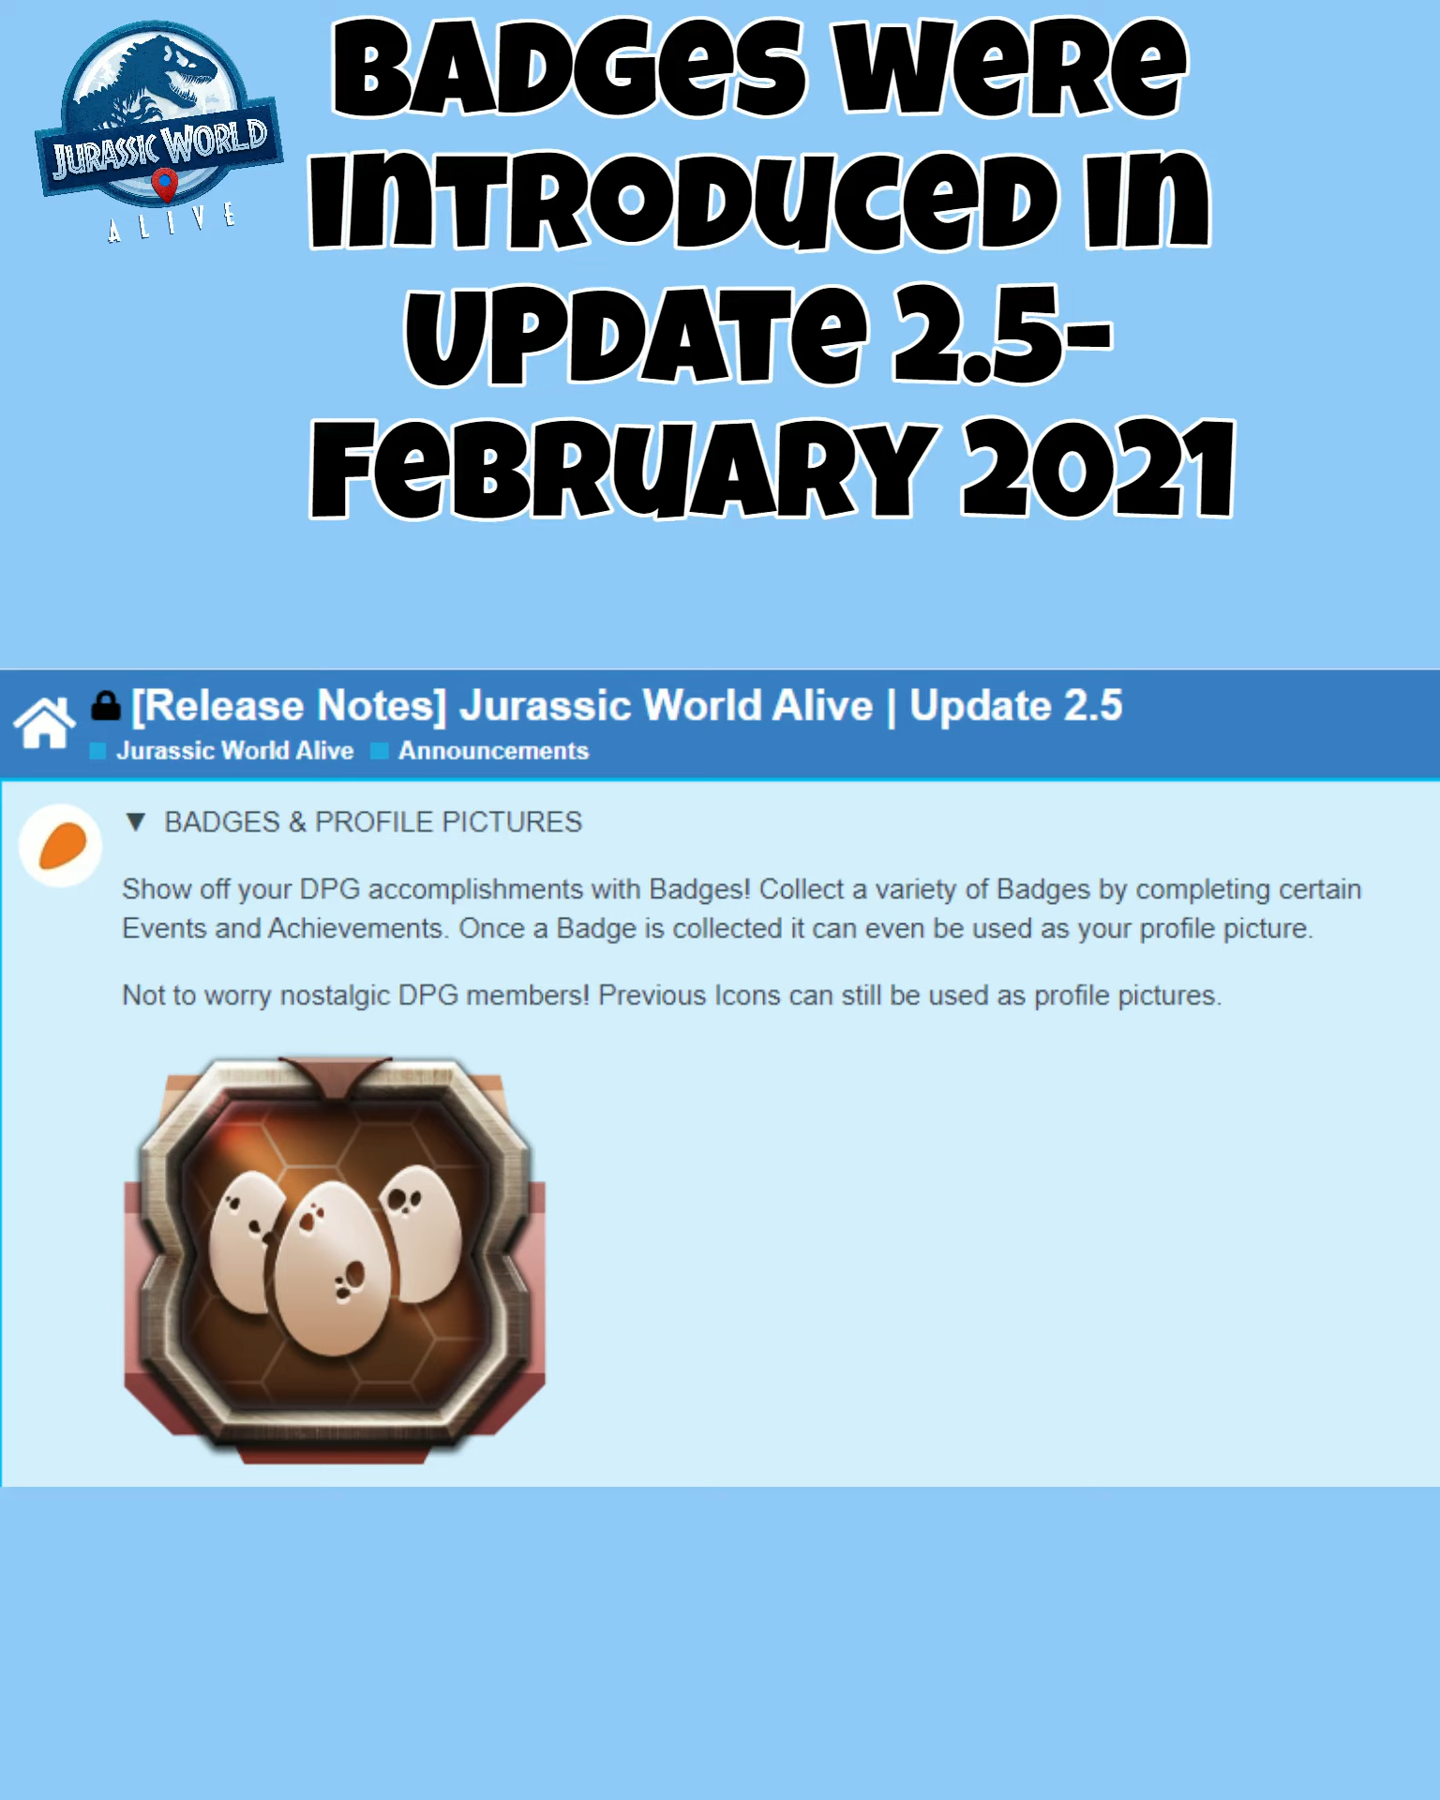 JURASSIC WORLD
ALIVE
BADGES WERE
INTRODUCED IN
UPDATE 2.5-
FEBRUARY 2021
[Release Notes] Jurassic World Alive | Update 2.5
Jurassic World Alive Announcements
▼ BADGES & PROFILE PICTURES
Show off your DPG accomplishments with Badges! Collect a variety of Badges by completing certain
Events and Achievements. Once a Badge is collected it can even be used as your profile picture.
Not to worry nostalgic DPG members! Previous Icons can still be used as profile pictures.